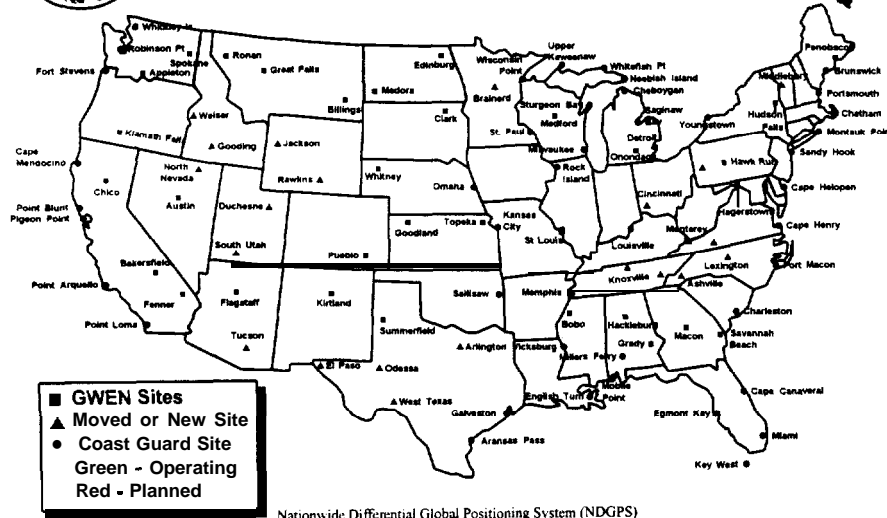 Whitney Is
Robinson Pt
Spokane
Fort Stevens
Appleton
Ronan
Great Falls
Billings
Weiser
Klamath Falls
Gooding
Jackson
Rawlins
Cape
Mendocino
Chico
North
Nevada
Austin
Duchesne
Point Blunt
Pigeon Point
South Utah
Bakersfield
Point Arquello
Fenner
Point Loma
Flagstaff
Tucson
Kirtland
Pueblo
Edinburg
Medora
Clark
Whitney
Omaha
Goodland
Topeka
Kansas
City
Sallisaw
Summerfield
El Paso
Odessa
Arlington
West Texas
Galveston
Aransas Pass
Wisconsin
Point
Brainerd
St. Paul
Upper
Keweenaw
Whitefish Pt
Neebish Island
Cheboygan
Sturgeon Bay
Medford
Saginaw
Bay
Milwaukee
Detroit
Onondaga
Rock
Island
St Louis
Cincinnati
Louisville
Memphis
Bobo
Vicksburg
Millers Ferry
English Turn
Mobile
Point
Hackleburg
Grady
Macon
Knoxville
Ashville
Lexington
Monterey
Hagerstown
Hawk Run
Youngstown
Hudson
Falls
Middlebury
Penobscot
Brunswick
Portsmouth
Chatham
Montauk Point
Sandy Hook
Cape Helopen
Cape Henry
Fort Macon
Charleston
Savannah
Beach
Cape Canaveral
Egmont Key
Miami
Key West
GWEN Sites
Moved or New Site
Coast Guard Site
Green - Operating
Red - Planned
Nationwide Differential Global Positioning System (NDGPS)